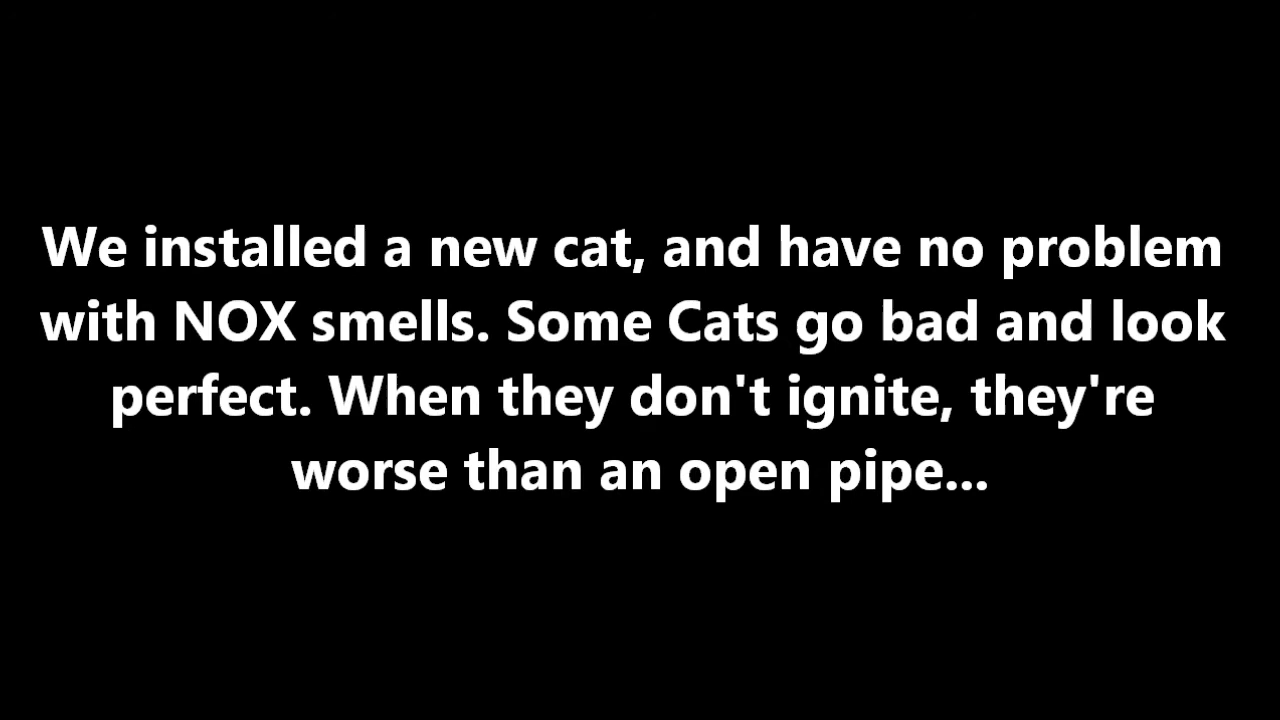 We installed a new cat, and have no problem
with NOX smells. Some Cats go bad and look
perfect. When they don't ignite, they're
worse than an open pipe...